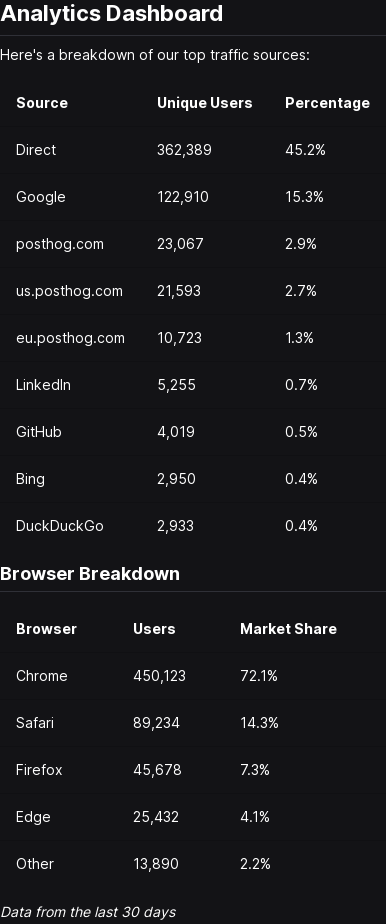 Analytics Dashboard
Here's a breakdown of our top traffic sources:
Source Unique Users Percentage
Direct 362,389 45.2%
Google 122,910 15.3%
posthog.com 23,067 2.9%
us.posthog.com 21,593 2.7%
eu.posthog.com 10,723 1.3%
LinkedIn 5,255 0.7%
GitHub 4,019 0.5%
Bing 2,950 0.4%
DuckDuckGo 2,933 0.4%
Browser Breakdown
Browser Users Market Share
Chrome 450,123 72.1%
Safari 89,234 14.3%
Firefox 45,678 7.3%
Edge 25,432 4.1%
Other 13,890 2.2%
Data from the last 30 days